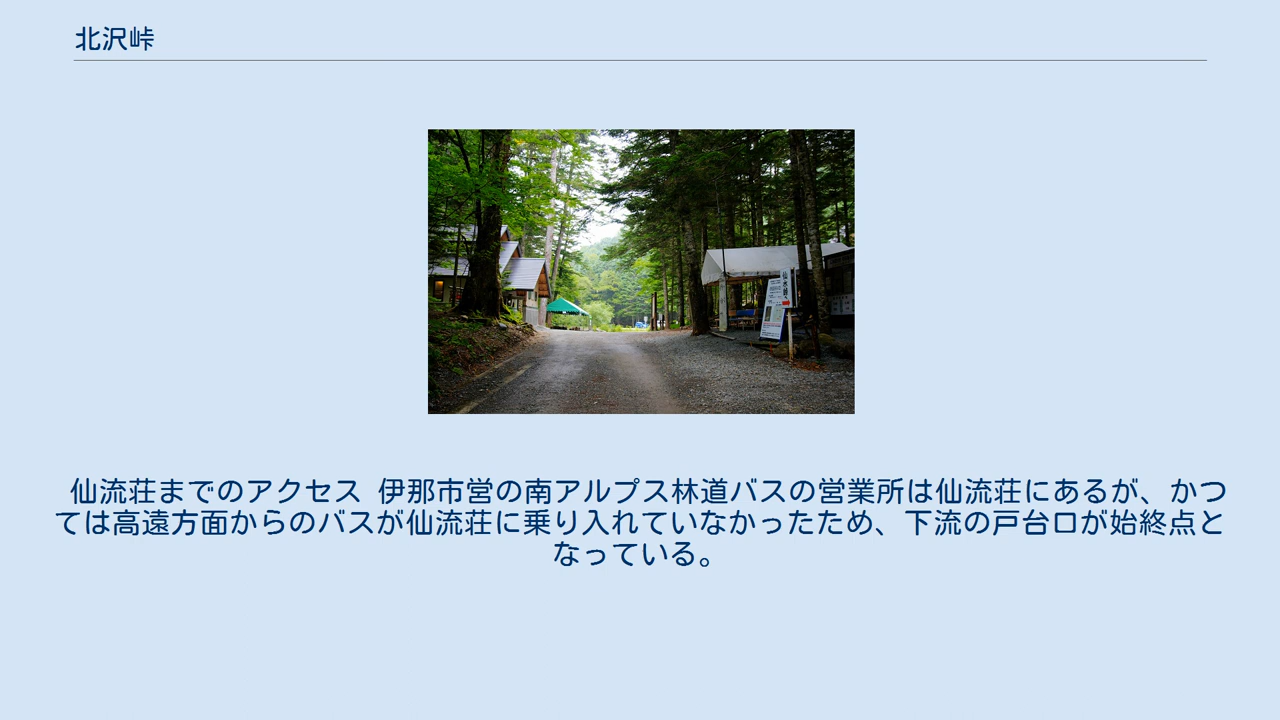 北沢峠
仙流荘までのアクセス 伊那市営の南アルプス林道バスの営業所は仙流荘にあるが、かつ
ては高遠方面からのバスが仙流荘に乗り入れていなかったため、下流の戸台口が始終点と
なっている。